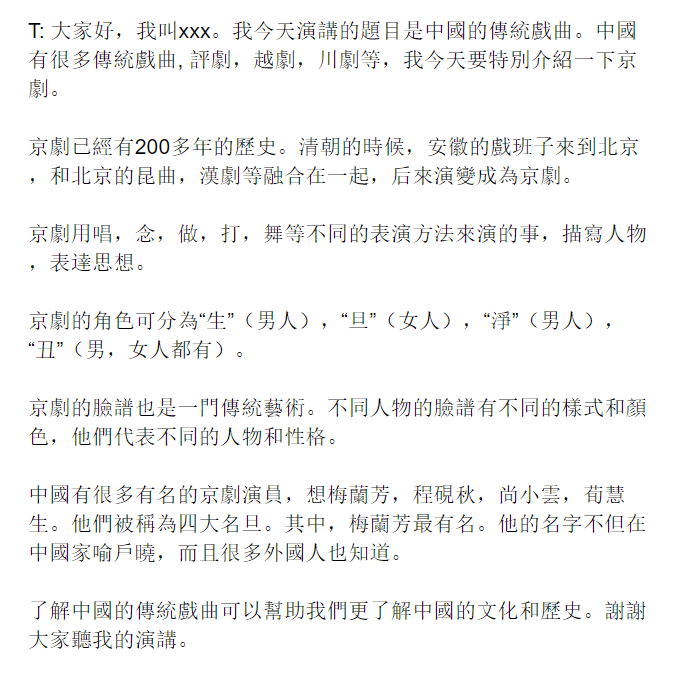 T: 大家好，我叫xxx。我今天演講的題目是中國的傳統戲曲。中國
有很多傳統戲曲, 評劇，越劇，川劇等，我今天要特別介紹一下京
劇。
京劇已經有200多年的歷史。清朝的時候，安徽的戲班子來到北京
，和北京的昆曲，漢劇等融合在一起，后來演變成為京劇。
京劇用唱，念，做，打，舞等不同的表演方法來演的事，描寫人物
，表達思想。
京劇的角色可分為“生”（男人），“旦”（女人），“淨”（男人），
“丑”（男，女人都有）。
京劇的臉譜也是一門傳統藝術。不同人物的臉譜有不同的樣式和顏
色，他們代表不同的人物和性格。
中國有很多有名的京劇演員，想梅蘭芳，程硯秋，尚小雲，荀慧
生。他們被稱為四大名旦。其中，梅蘭芳最有名。他的名字不但在
中國家喻戶曉，而且很多外國人也知道。
了解中國的傳統戲曲可以幫助我們更了解中國的文化和歷史。謝謝
大家聽我的演講。